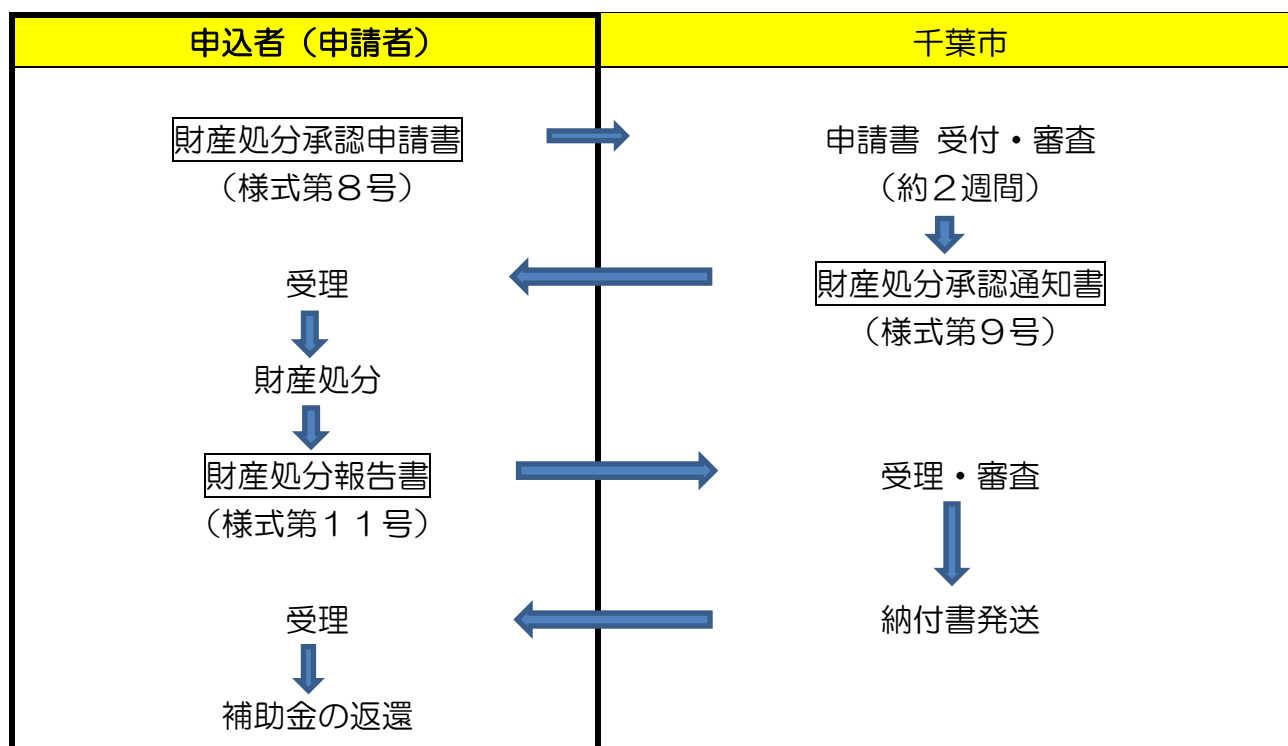 申込者（申請者）
千葉市
財産処分承認申請書
（様式第８号）
申請書 受付・審査
（約２週間）
財産処分承認通知書
（様式第９号）
受理
財産処分
財産処分報告書
（様式第１１号）
受理・審査
納付書発送
受理
補助金の返還